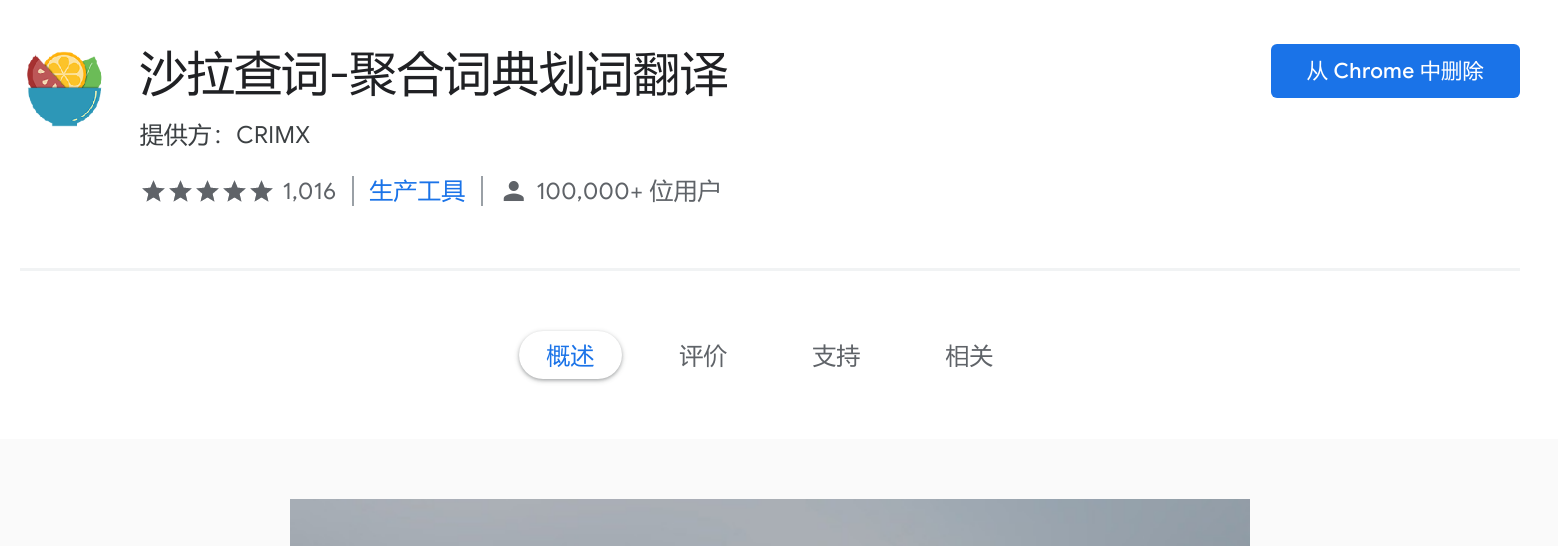 沙拉查词-聚合词典划词翻译
从 Chrome 中删除
提供方：CRIMX
1,016
生产工具
100,000+ 位用户
概述
评价
支持
相关